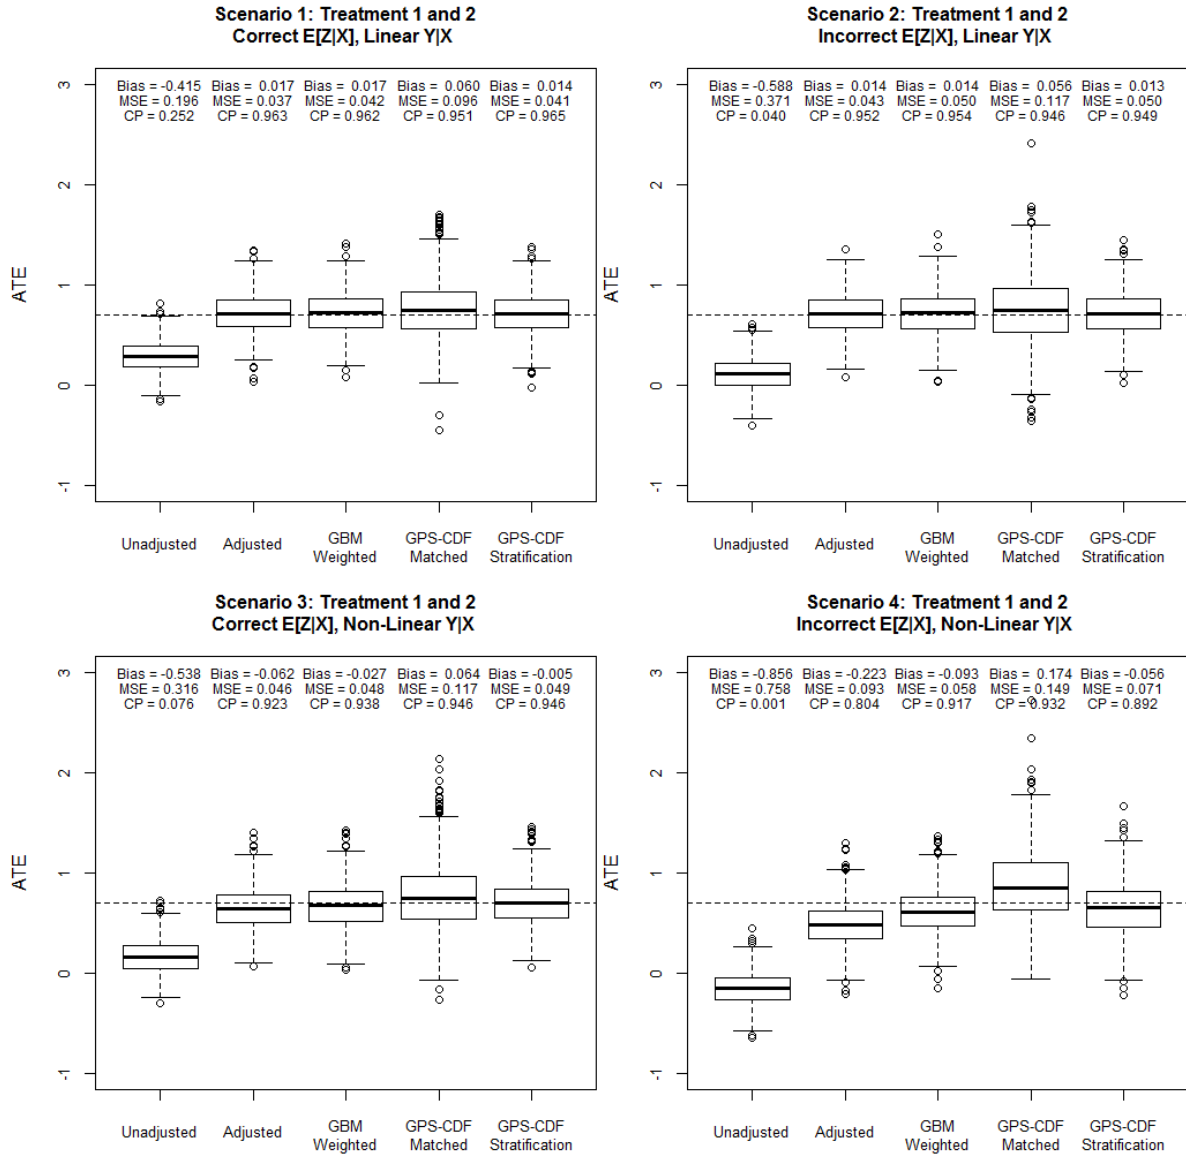 Scenario 1: Treatment 1 and 2
Correct E[Z|X], Linear Y|X
Bias = -0.415 Bias = 0.017 Bias = 0.017 Bias = 0.060 Bias = 0.014
MSE = 0.196 MSE = 0.037 MSE = 0.042 MSE = 0.096 MSE = 0.041
CP = 0.252 CP = 0.963 CP = 0.962 CP = 0.951 CP = 0.965
3
2
1
0
-1
ATE
Unadjusted Adjusted GBM Weighted GPS-CDF Matched GPS-CDF Stratification
Scenario 2: Treatment 1 and 2
Incorrect E[Z|X], Linear Y|X
Bias = -0.588 Bias = 0.014 Bias = 0.014 Bias = 0.056 Bias = 0.013
MSE = 0.371 MSE = 0.043 MSE = 0.050 MSE = 0.117 MSE = 0.050
CP = 0.040 CP = 0.952 CP = 0.954 CP = 0.946 CP = 0.949
3
2
1
0
-1
ATE
Unadjusted Adjusted GBM Weighted GPS-CDF Matched GPS-CDF Stratification
Scenario 3: Treatment 1 and 2
Correct E[Z|X], Non-Linear Y|X
Bias = -0.538 Bias = -0.062 Bias = -0.027 Bias = 0.064 Bias = -0.005
MSE = 0.316 MSE = 0.046 MSE = 0.048 MSE = 0.117 MSE = 0.049
CP = 0.076 CP = 0.923 CP = 0.938 CP = 0.946 CP = 0.946
3
2
1
0
-1
ATE
Unadjusted Adjusted GBM Weighted GPS-CDF Matched GPS-CDF Stratification
Scenario 4: Treatment 1 and 2
Incorrect E[Z|X], Non-Linear Y|X
Bias = -0.856 Bias = -0.223 Bias = -0.093 Bias = 0.174 Bias = -0.056
MSE = 0.758 MSE = 0.093 MSE = 0.058 MSE = 0.149 MSE = 0.071
CP = 0.001 CP = 0.804 CP = 0.917 CP = 0.932 CP = 0.892
3
2
1
0
-1
ATE
Unadjusted Adjusted GBM Weighted GPS-CDF Matched GPS-CDF Stratification